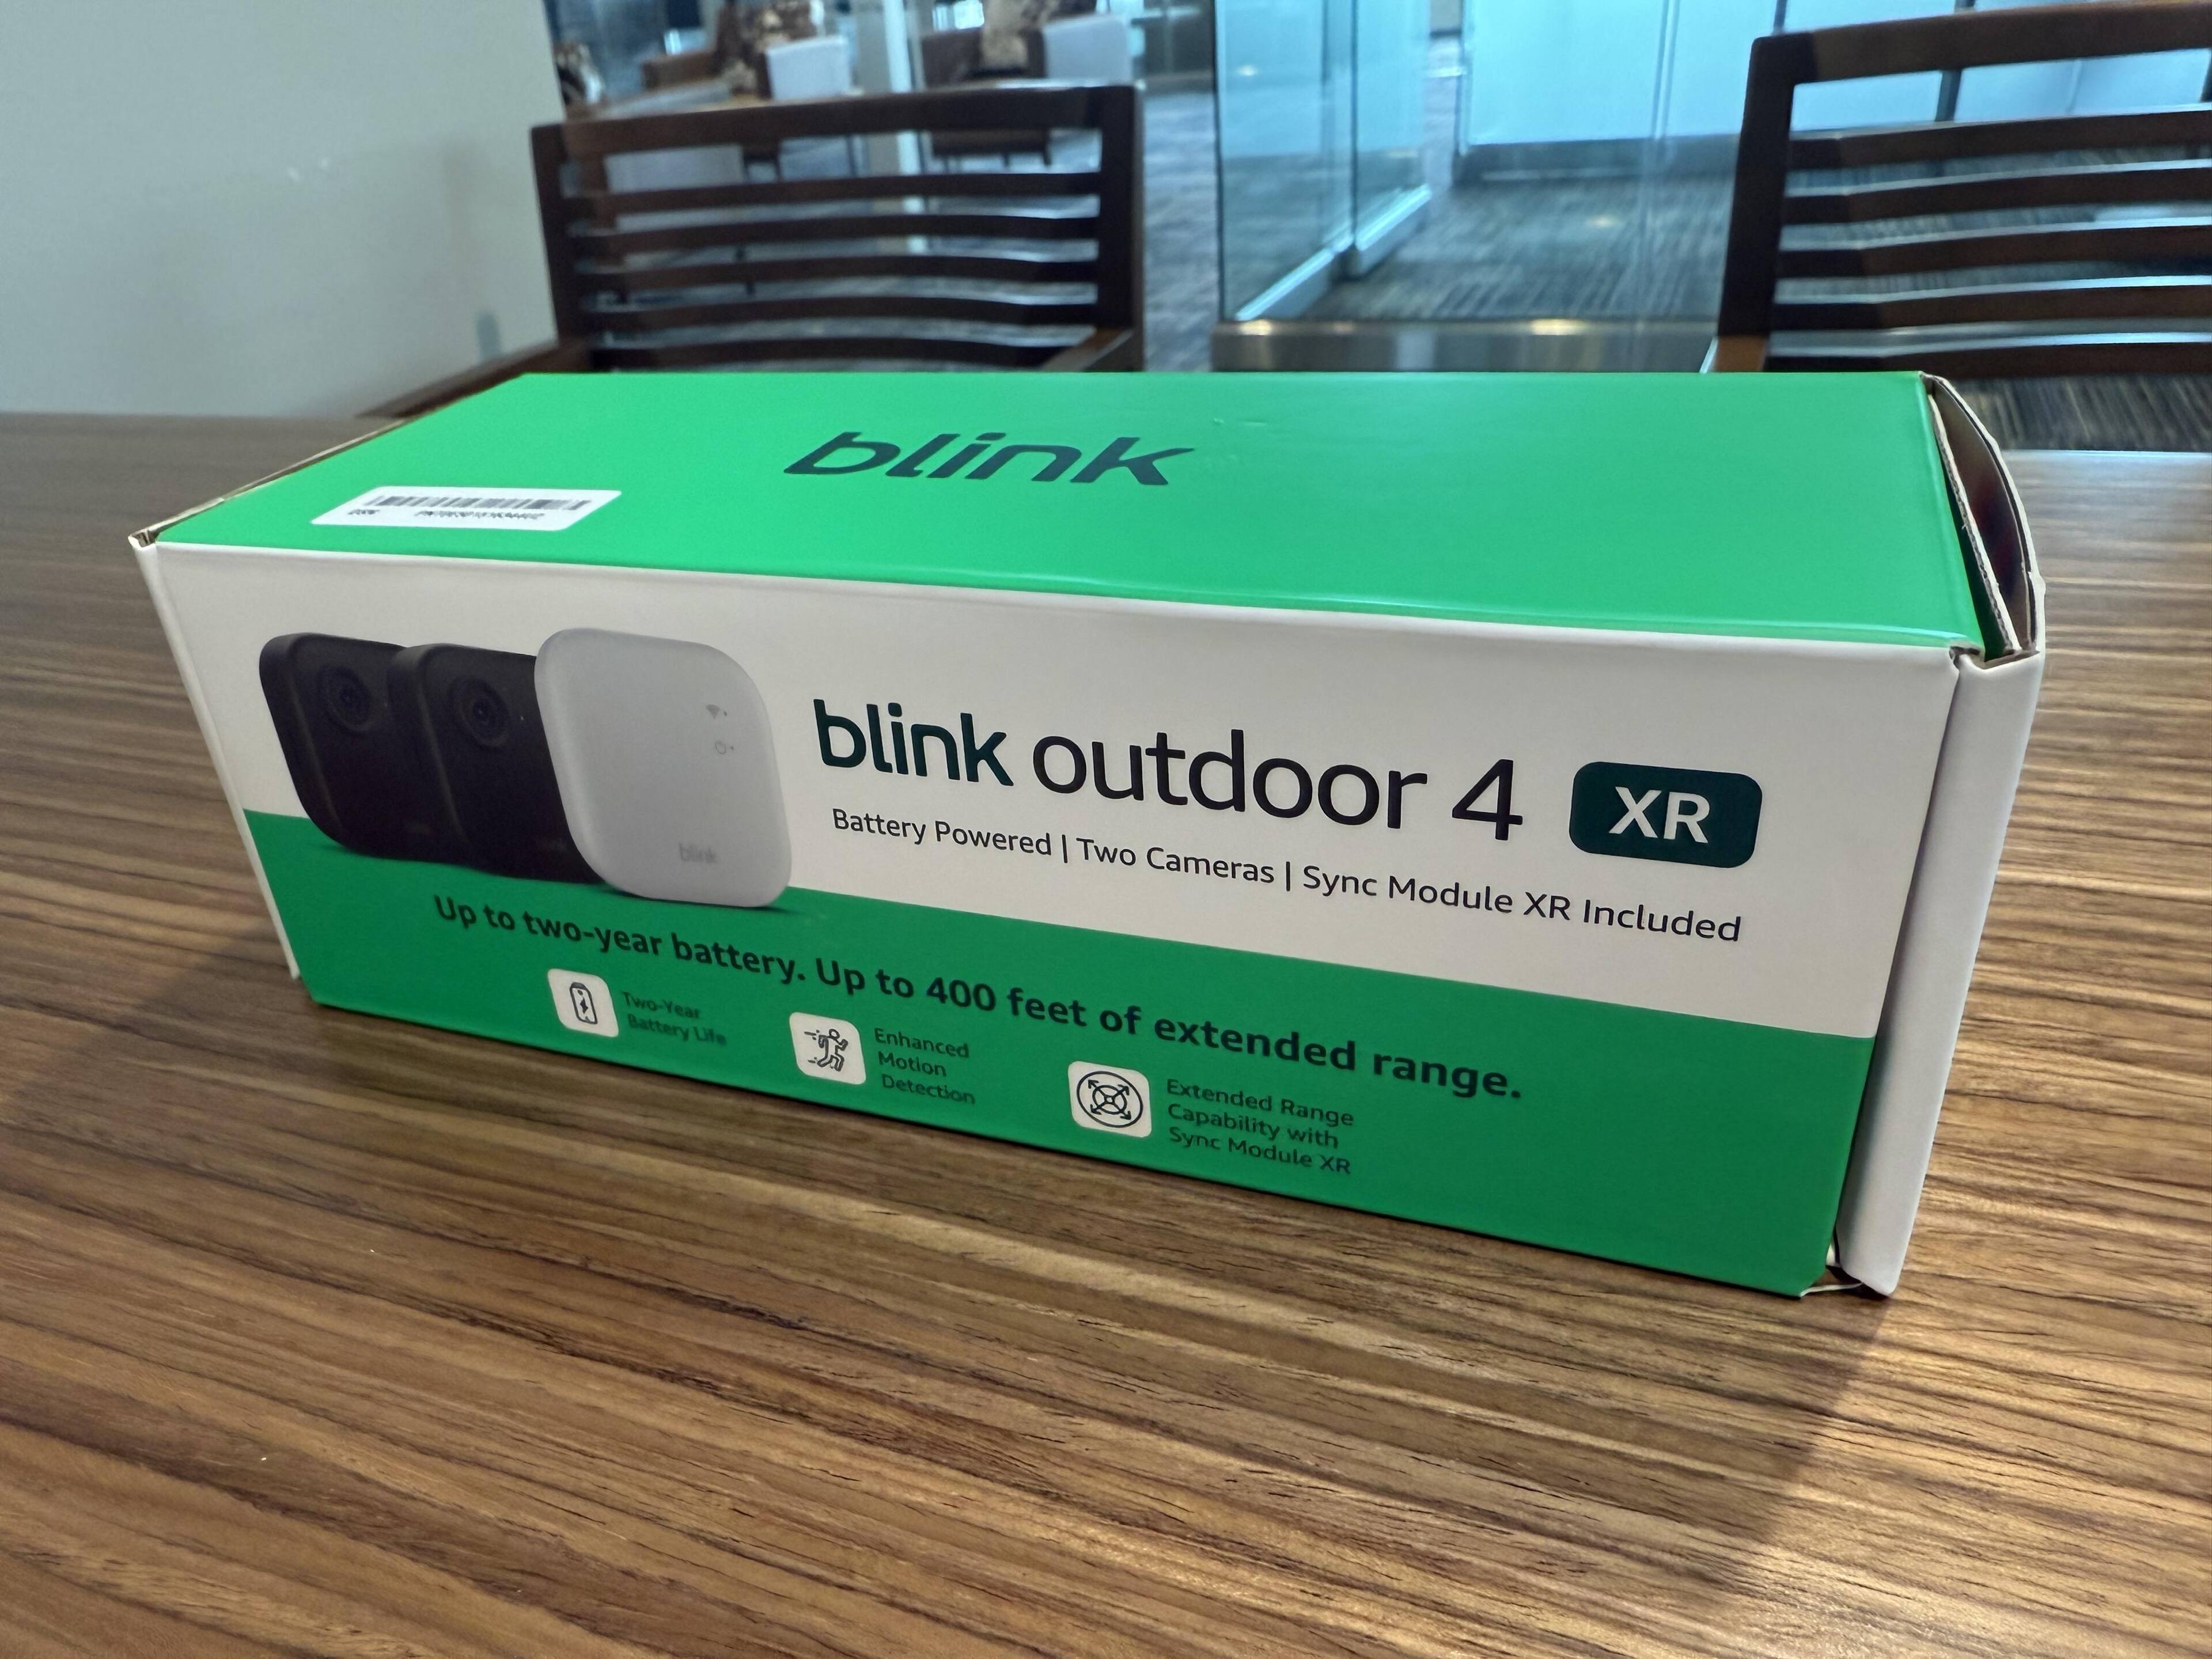 blink
DSN:
blink outdoor 4 XR
Battery Powered | Two Cameras | Sync Module XR Included
blink
Up to two-year battery. Up to 400 feet of extended range.
Two-Year
Battery Life
Enhanced
Motion
Detection
Extended Range
Capability with
Sync Module XR